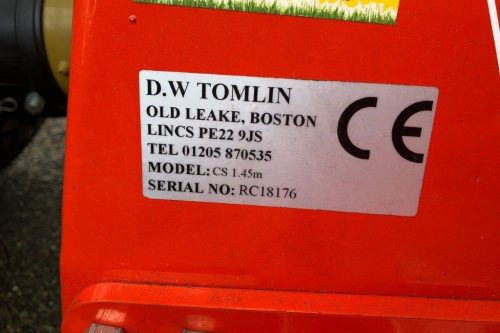 D.W TOMLIN
OLD LEAKE, BOSTON
LINCS PE22 9JS
TEL 01205 870535
MODEL: CS 1.45m
SERIAL NO: RC18176
CE